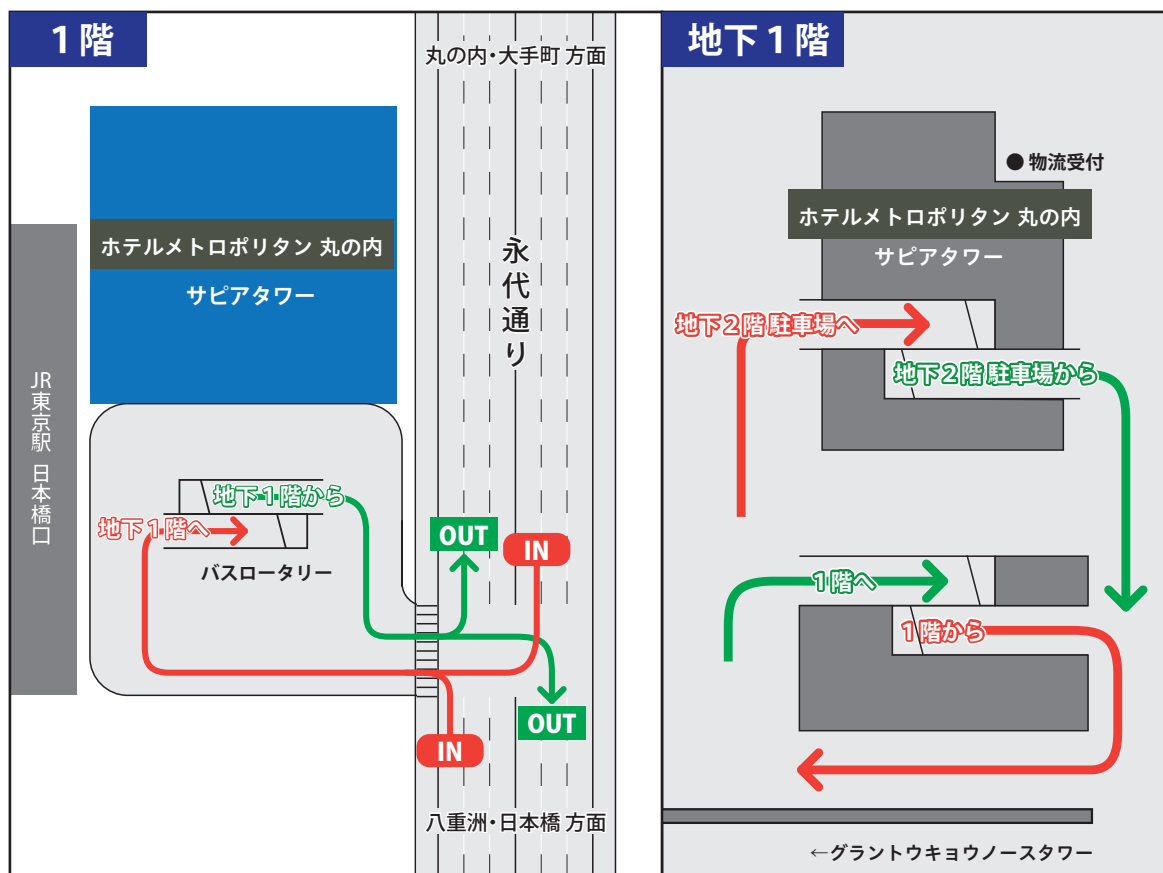 1階
丸の内・大手町 方面
ホテルメトロポリタン 丸の内
サピアタワー
永代通り
JR東京駅 日本橋口
地下1階から
地下1階へ
バスロータリー
OUT
IN
OUT
IN
八重洲・日本橋 方面
地下1階
● 物流受付
ホテルメトロポリタン 丸の内
サピアタワー
地下2階 駐車場へ
地下2階 駐車場から
1階へ
1階から
←グラントウキョウノースタワー